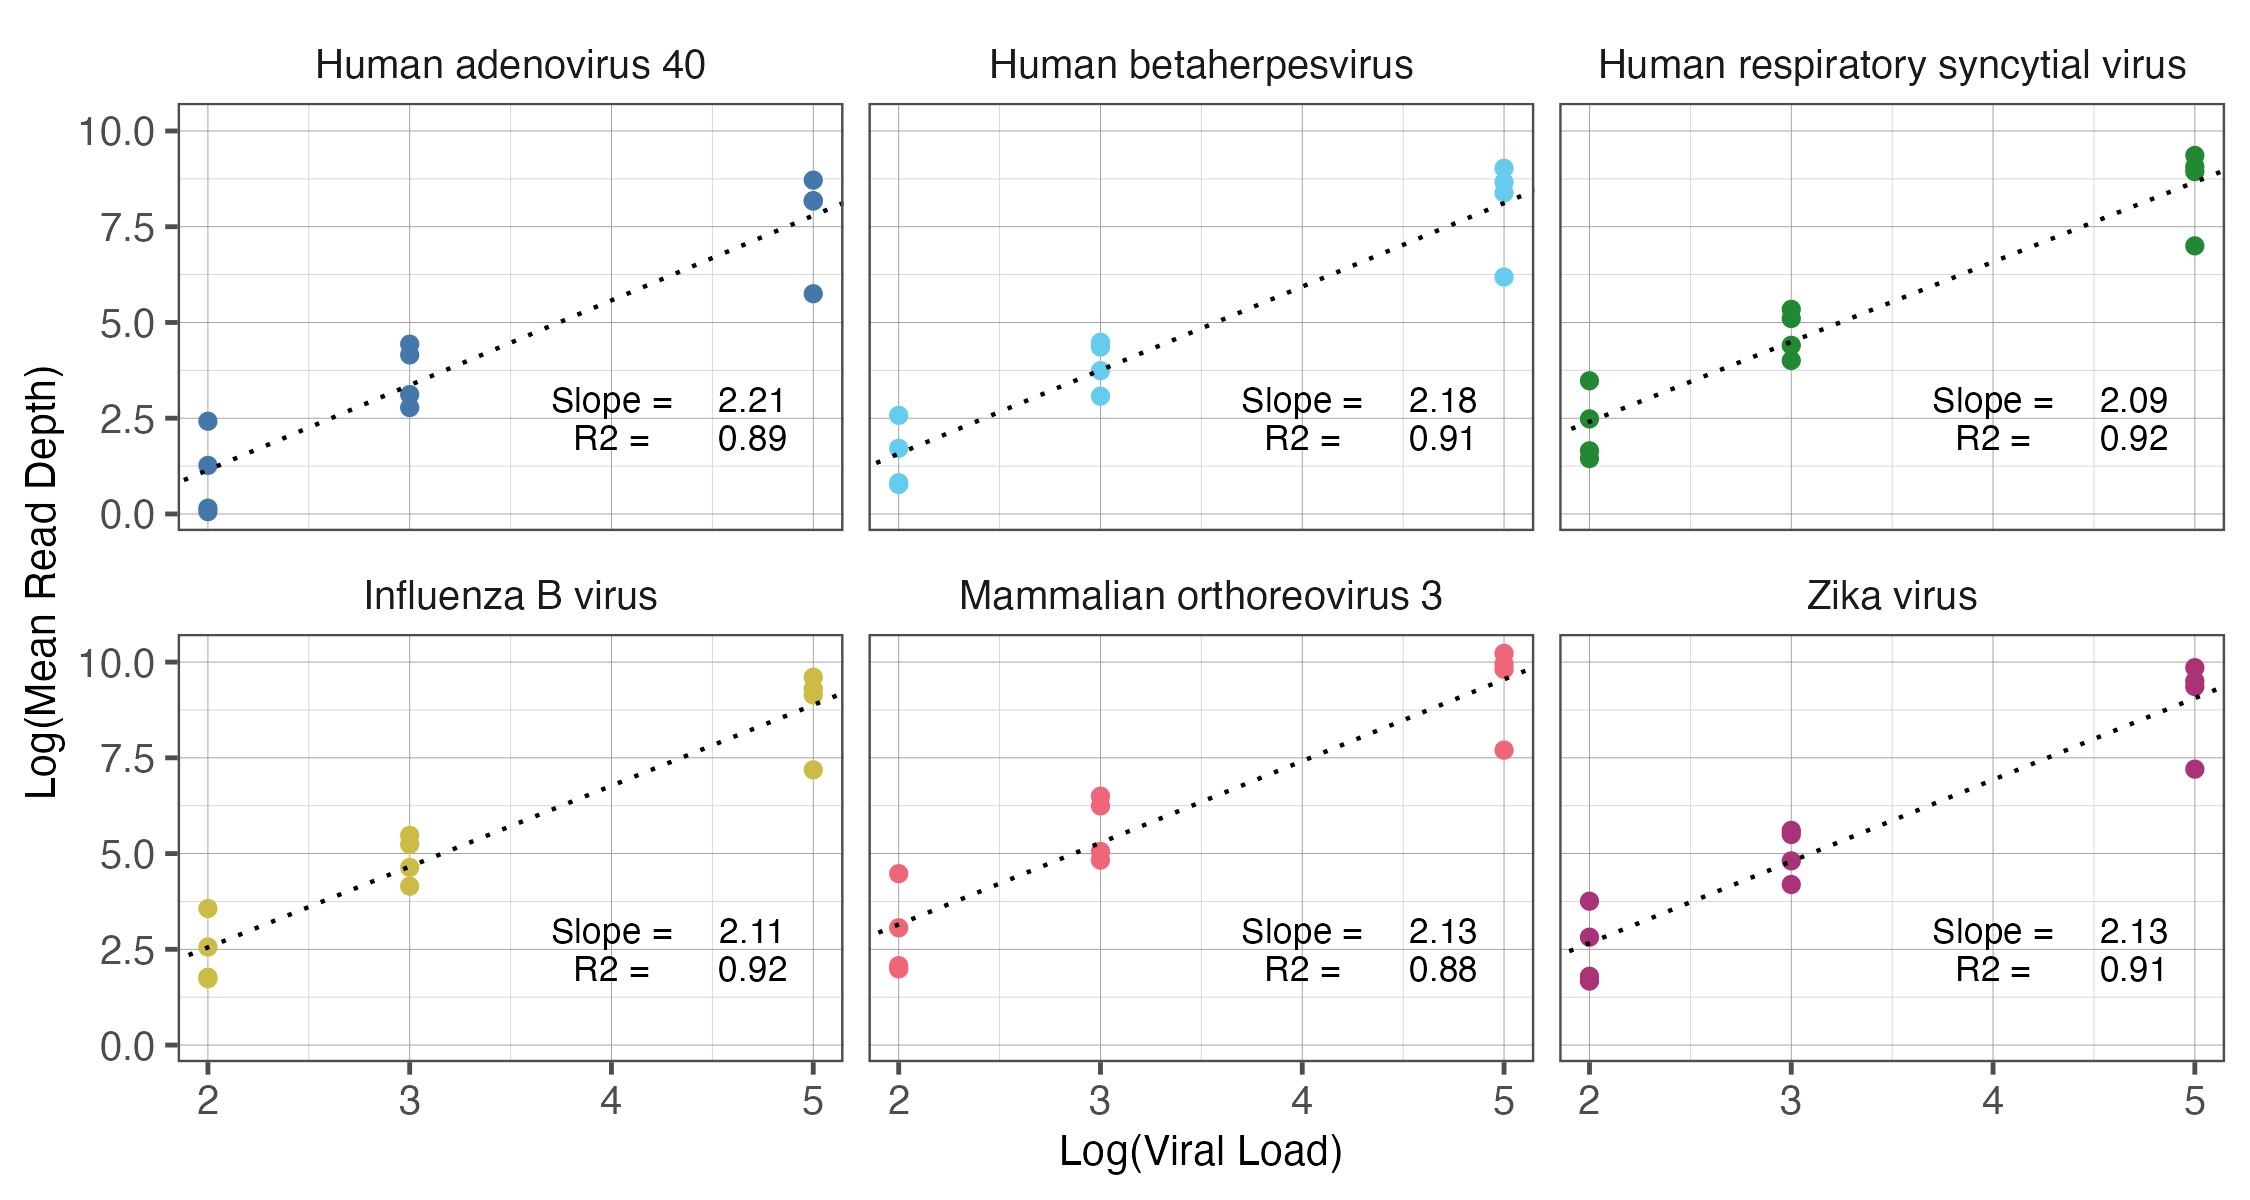 Human adenovirus 40
Human betaherpesvirus
Human respiratory syncytial virus
10.0
7.5
5.0
2.5
0.0
Slope = 2.21
R2 = 0.89
Slope = 2.18
R2 = 0.91
Slope = 2.09
R2 = 0.92
Log(Mean Read Depth)
Influenza B virus
Mammalian orthoreovirus 3
Zika virus
10.0
7.5
5.0
2.5
0.0
Slope = 2.11
R2 = 0.92
Slope = 2.13
R2 = 0.88
Slope = 2.13
R2 = 0.91
2 3 4 5
2 3 4 5
2 3 4 5
Log(Viral Load)